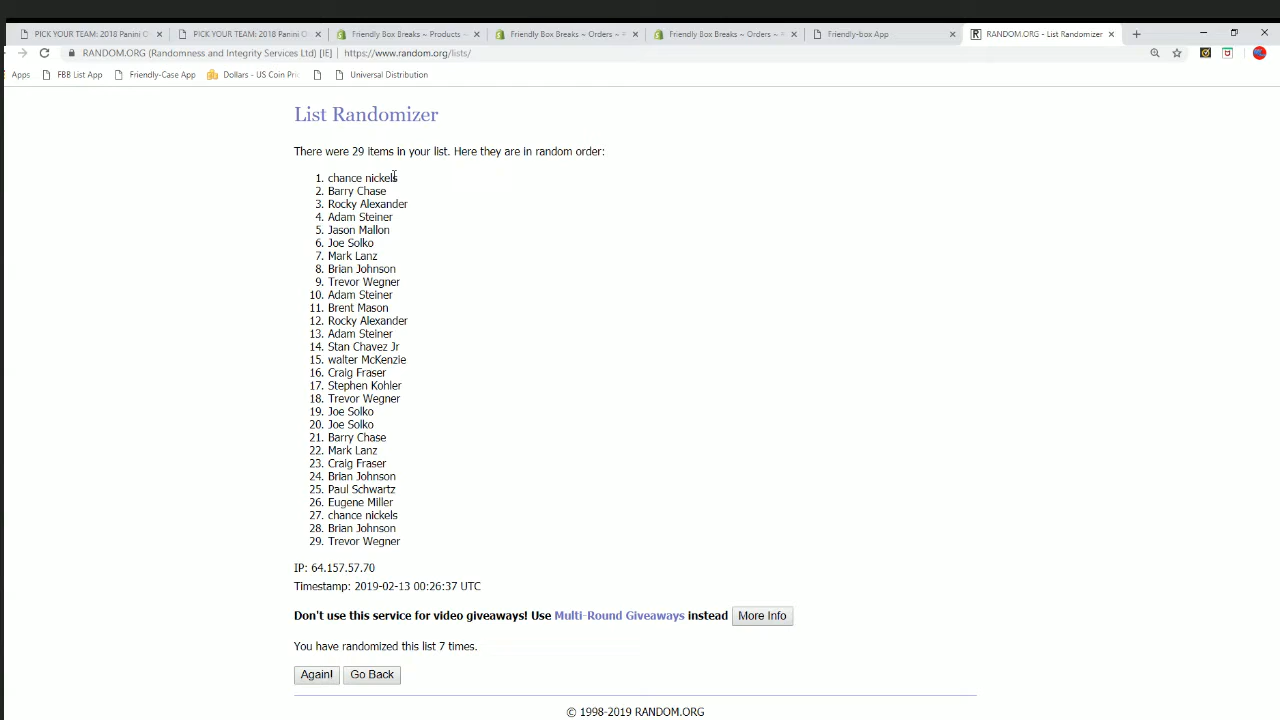 PICK YOUR TEAM: 2018 Panini C
PICK YOUR TEAM: 2018 Panini C
Friendly Box Breaks ~ Products ~
Friendly Box Breaks ~ Orders ~
Friendly Box Breaks ~ Orders ~
Friendly-box App
RANDOM.ORG - List Randomizer
RANDOM.ORG (Randomness and Integrity Services Ltd) [IE] | https://www.random.org/lists/
Apps
FBB List App
Friendly-Case App
Dollars - US Coin Pric
Universal Distribution
List Randomizer
There were 29 items in your list. Here they are in random order:
1. chance nickels
2. Barry Chase
3. Rocky Alexander
4. Adam Steiner
5. Jason Mallon
6. Joe Solko
7. Mark Lanz
8. Brian Johnson
9. Trevor Wegner
10. Adam Steiner
11. Brent Mason
12. Rocky Alexander
13. Adam Steiner
14. Stan Chavez Jr
15. walter McKenzie
16. Craig Fraser
17. Stephen Kohler
18. Trevor Wegner
19. Joe Solko
20. Joe Solko
21. Barry Chase
22. Mark Lanz
23. Craig Fraser
24. Brian Johnson
25. Paul Schwartz
26. Eugene Miller
27. chance nickels
28. Brian Johnson
29. Trevor Wegner
IP: 64.157.57.70
Timestamp: 2019-02-13 00:26:37 UTC
Don't use this service for video giveaways! Use Multi-Round Giveaways instead More Info
You have randomized this list 7 times.
Again! Go Back
© 1998-2019 RANDOM.ORG